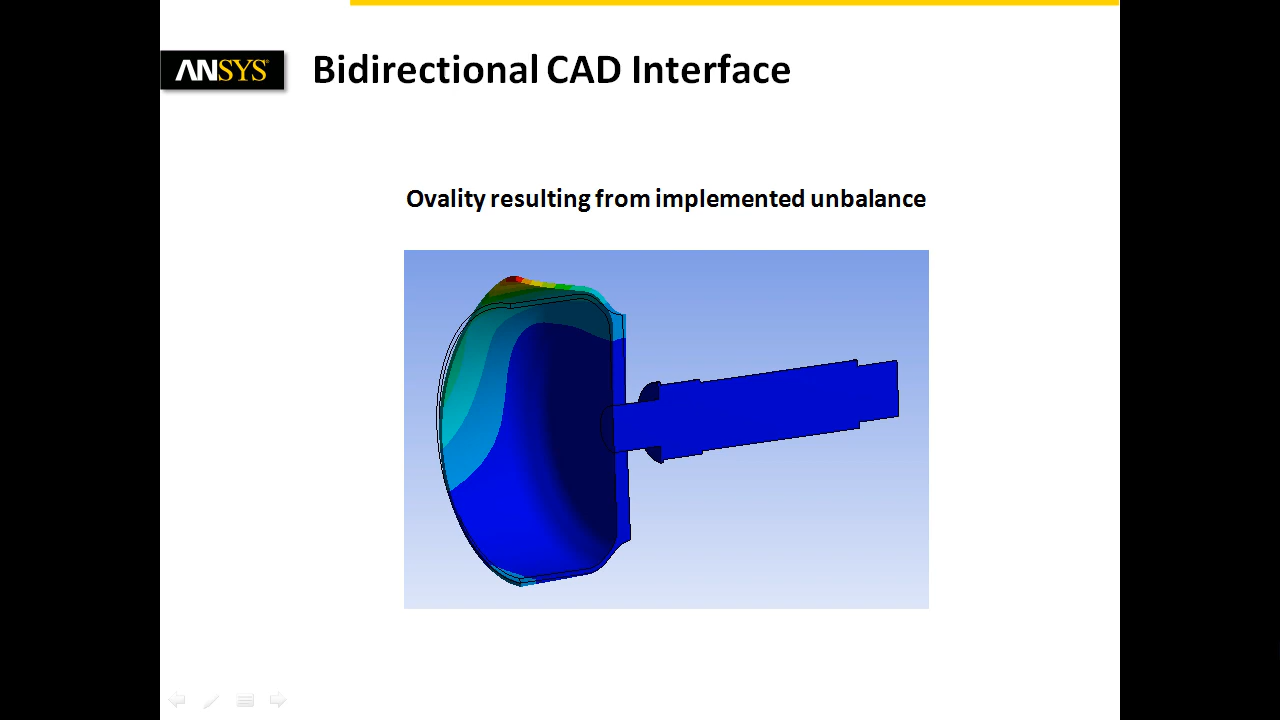 ANSYS
Bidirectional CAD Interface
Ovality resulting from implemented unbalance